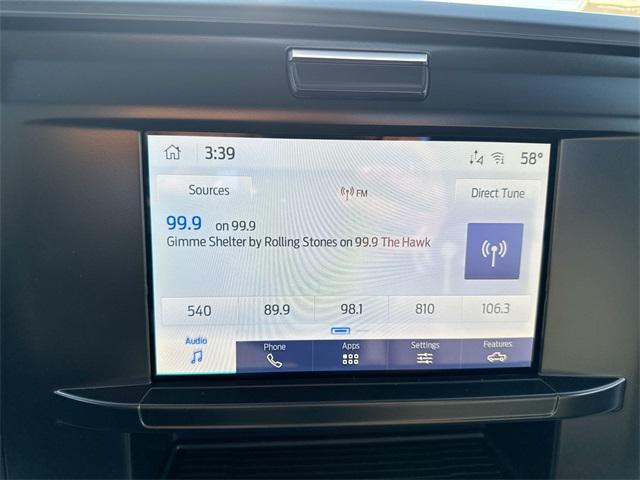 3:39 58°
Sources FM Direct Tune
99.9 on 99.9
Gimme Shelter by Rolling Stones on 99.9 The Hawk
540 89.9 98.1 810 106.3
Audio Phone Apps Settings Features